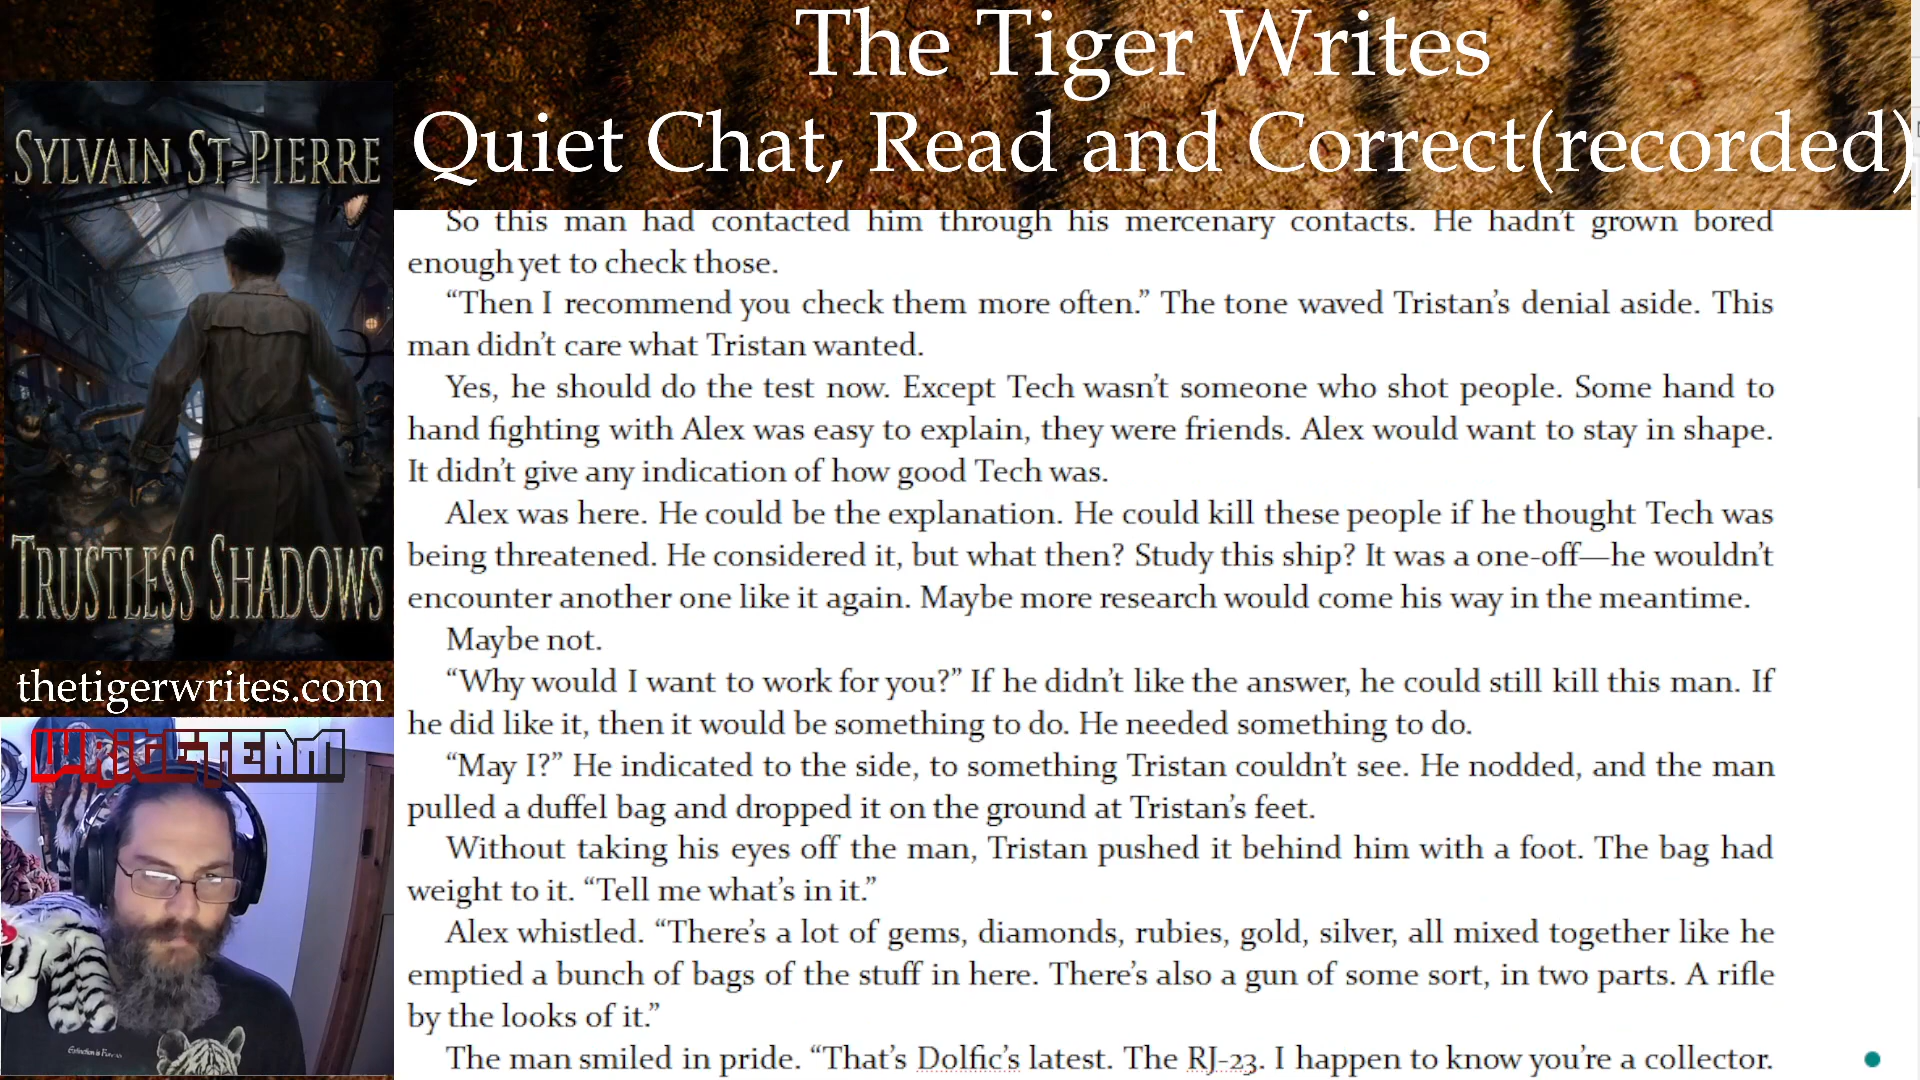 The Tiger Writes
Quiet Chat, Read and Correct(recorded)
SYLVAIN ST-PIERRE
TRUSTLESS SHADOWS
thetigerwrites.com
WRITETEAM
So this man had contacted him through his mercenary contacts. He hadn’t grown bored
enough yet to check those.
“Then I recommend you check them more often.” The tone waved Tristan’s denial aside. This
man didn’t care what Tristan wanted.
Yes, he should do the test now. Except Tech wasn’t someone who shot people. Some hand to
hand fighting with Alex was easy to explain, they were friends. Alex would want to stay in shape.
It didn’t give any indication of how good Tech was.
Alex was here. He could be the explanation. He could kill these people if he thought Tech was
being threatened. He considered it, but what then? Study this ship? It was a one-off—he wouldn’t
encounter another one like it again. Maybe more research would come his way in the meantime.
Maybe not.
“Why would I want to work for you?” If he didn’t like the answer, he could still kill this man. If
he did like it, then it would be something to do. He needed something to do.
“May I?” He indicated to the side, to something Tristan couldn’t see. He nodded, and the man
pulled a duffel bag and dropped it on the ground at Tristan’s feet.
Without taking his eyes off the man, Tristan pushed it behind him with a foot. The bag had
weight to it. “Tell me what’s in it.”
Alex whistled. “There’s a lot of gems, diamonds, rubies, gold, silver, all mixed together like he
emptied a bunch of bags of the stuff in here. There’s also a gun of some sort, in two parts. A rifle
by the looks of it.”
The man smiled in pride. “That’s Dolfic’s latest. The RJ-23. I happen to know you’re a collector.